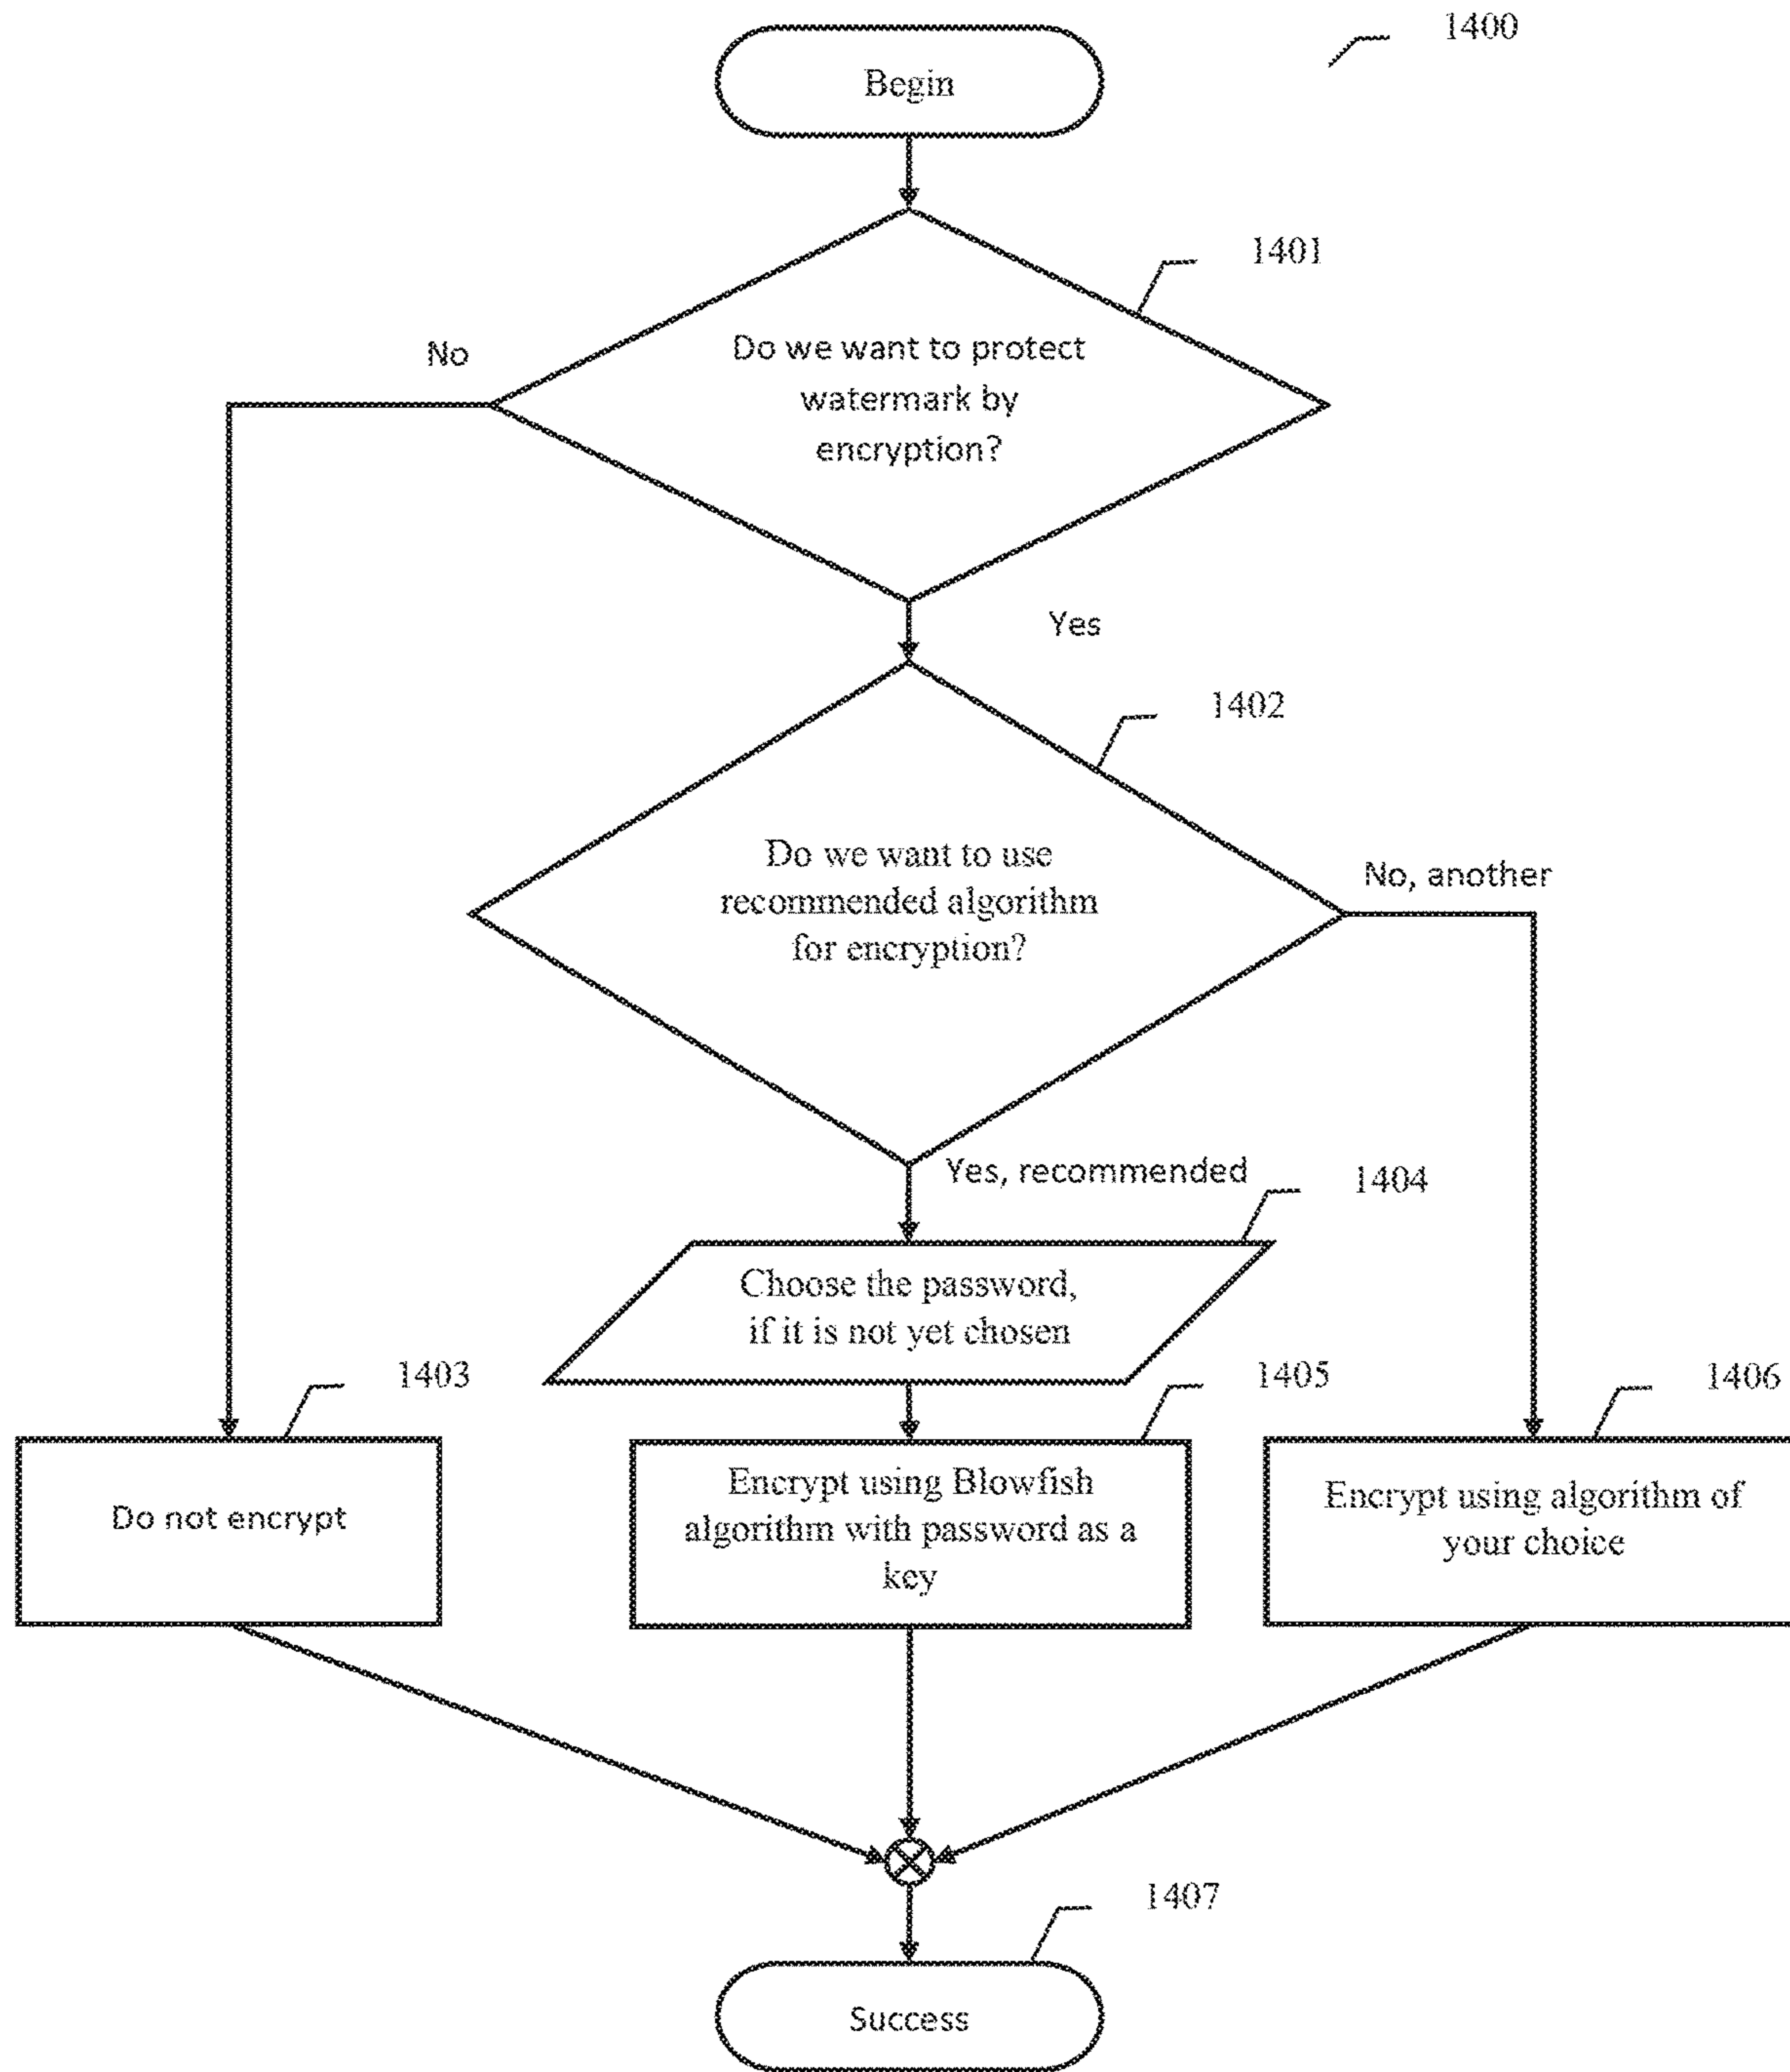 1400
Begin
1401
No
Do we want to protect
watermark by
encryption?
Yes
1402
Do we want to use
recommended algorithm
for encryption?
No, another
Yes, recommended
1404
Choose the password,
if it is not yet chosen
1403
1405
1406
Do not encrypt
Encrypt using Blowfish
algorithm with password as a
key
Encrypt using algorithm of
your choice
1407
Success